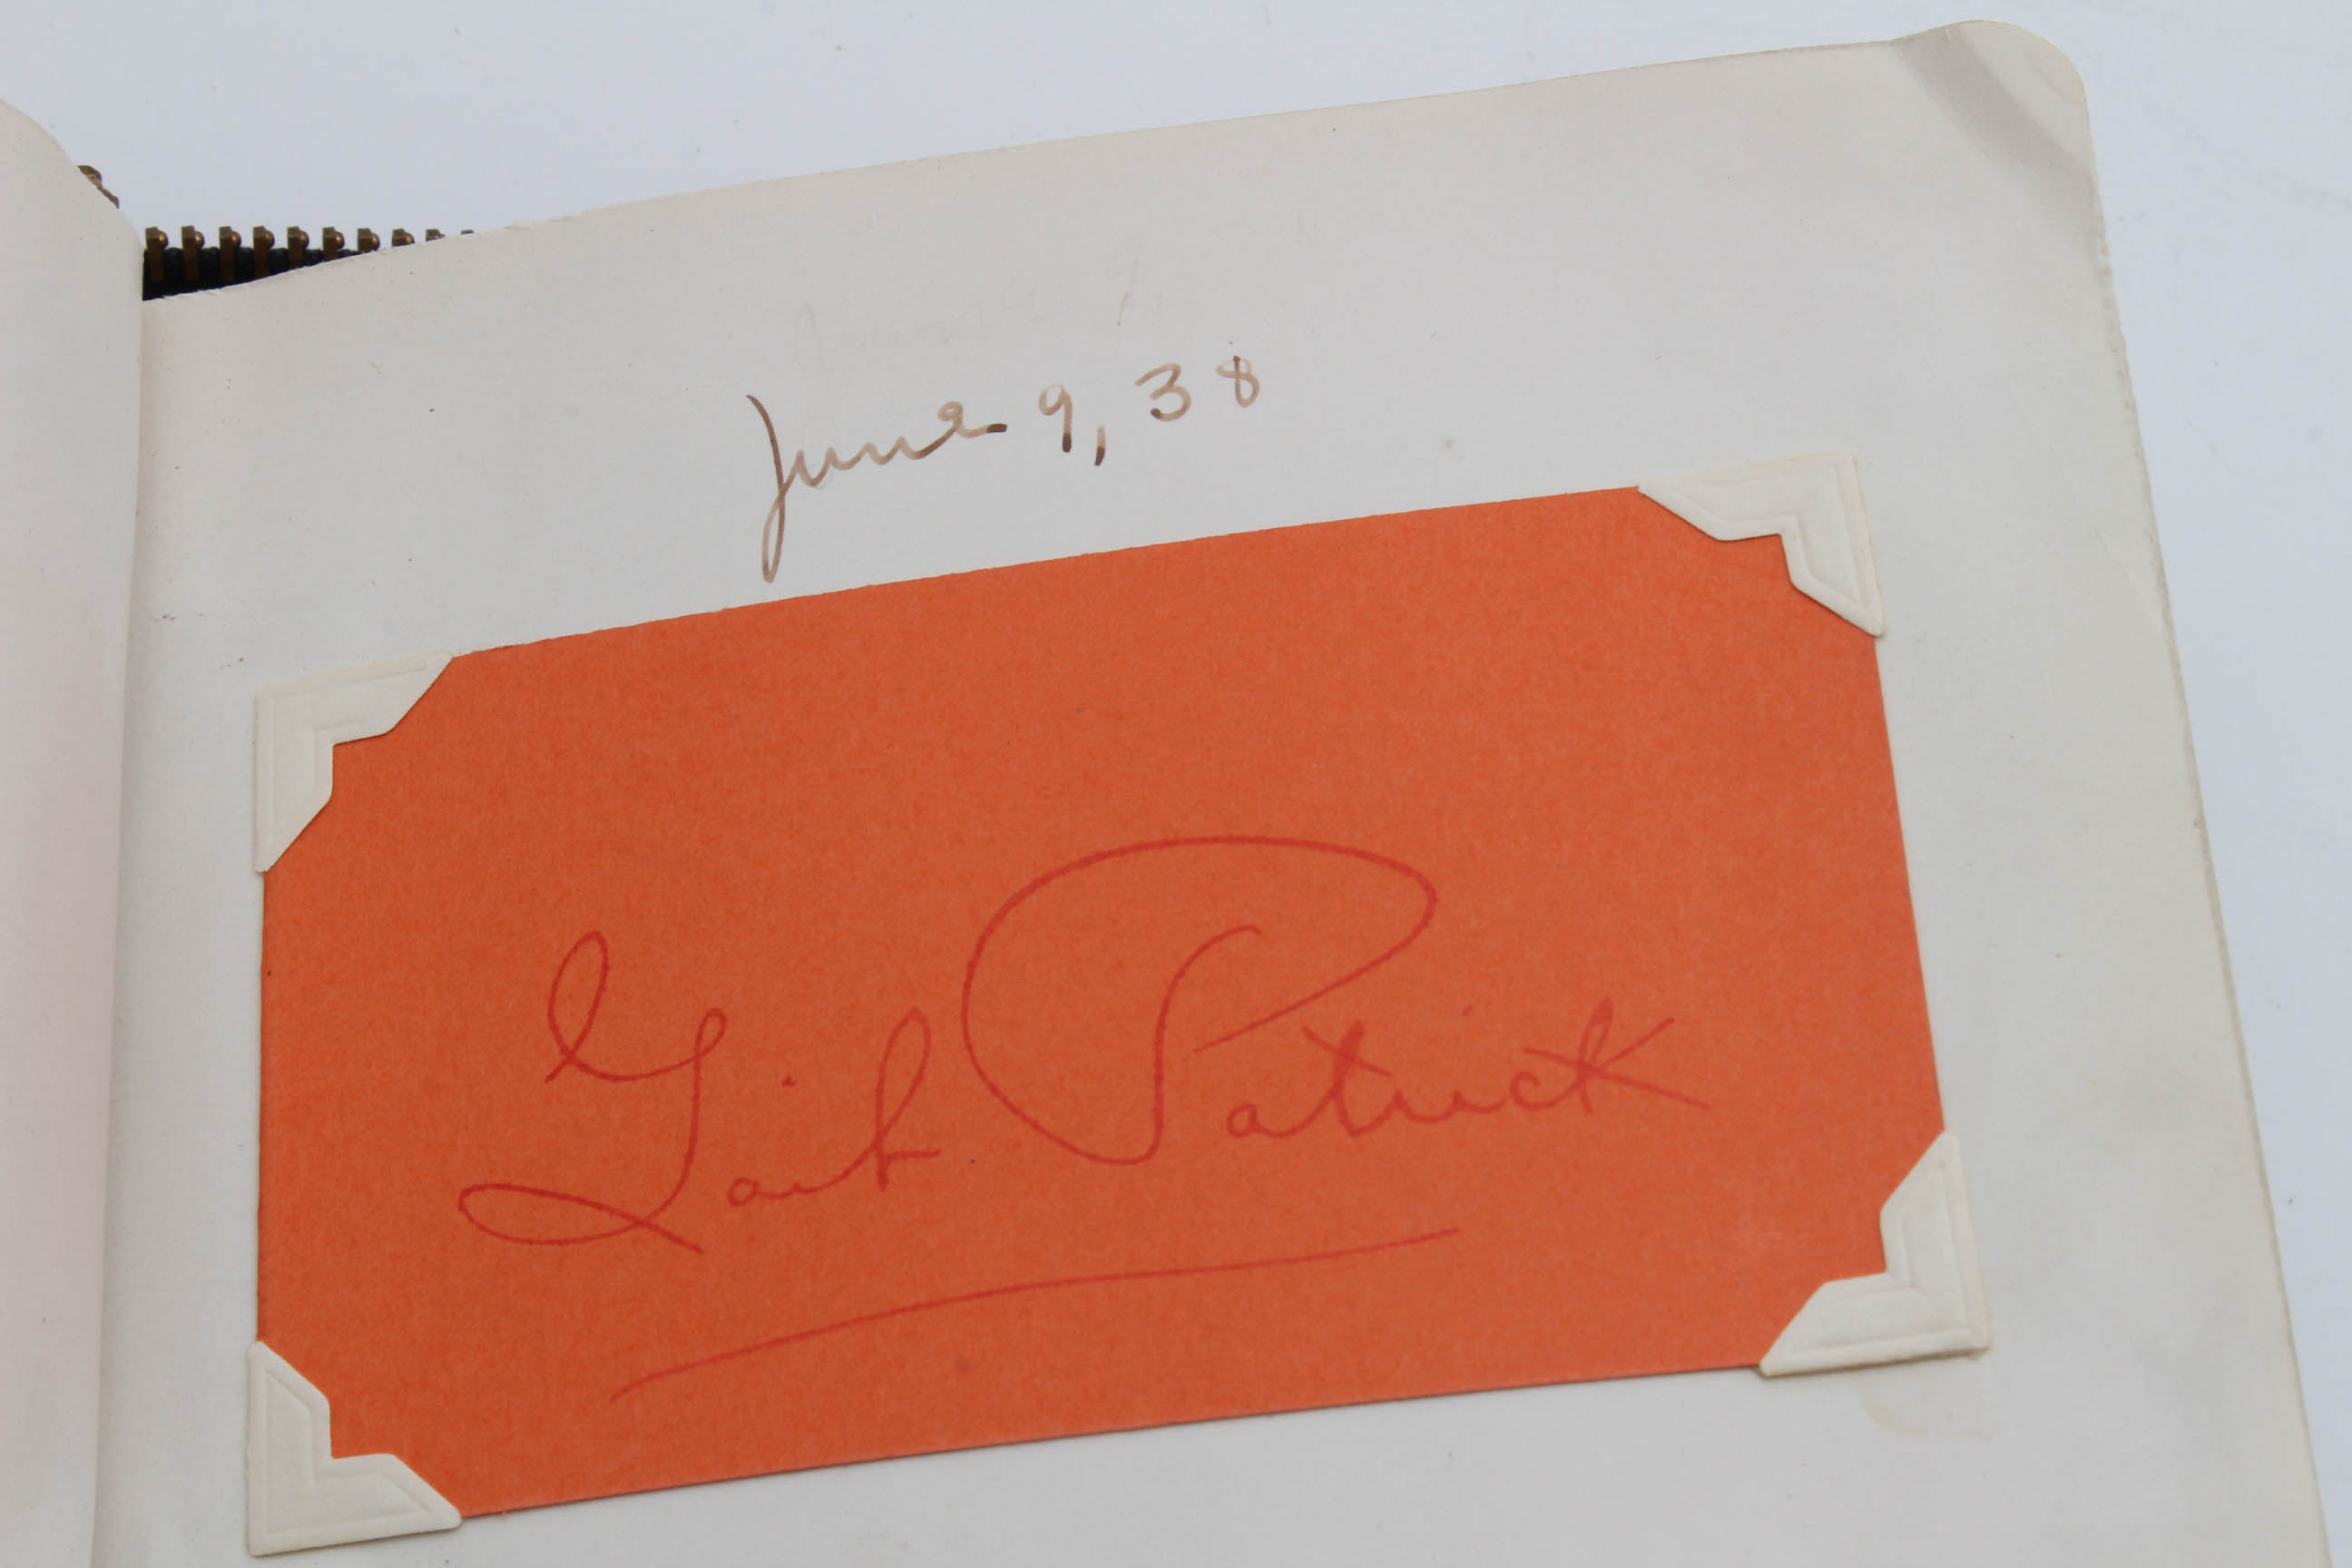 June 9, 38
Gail Patrick